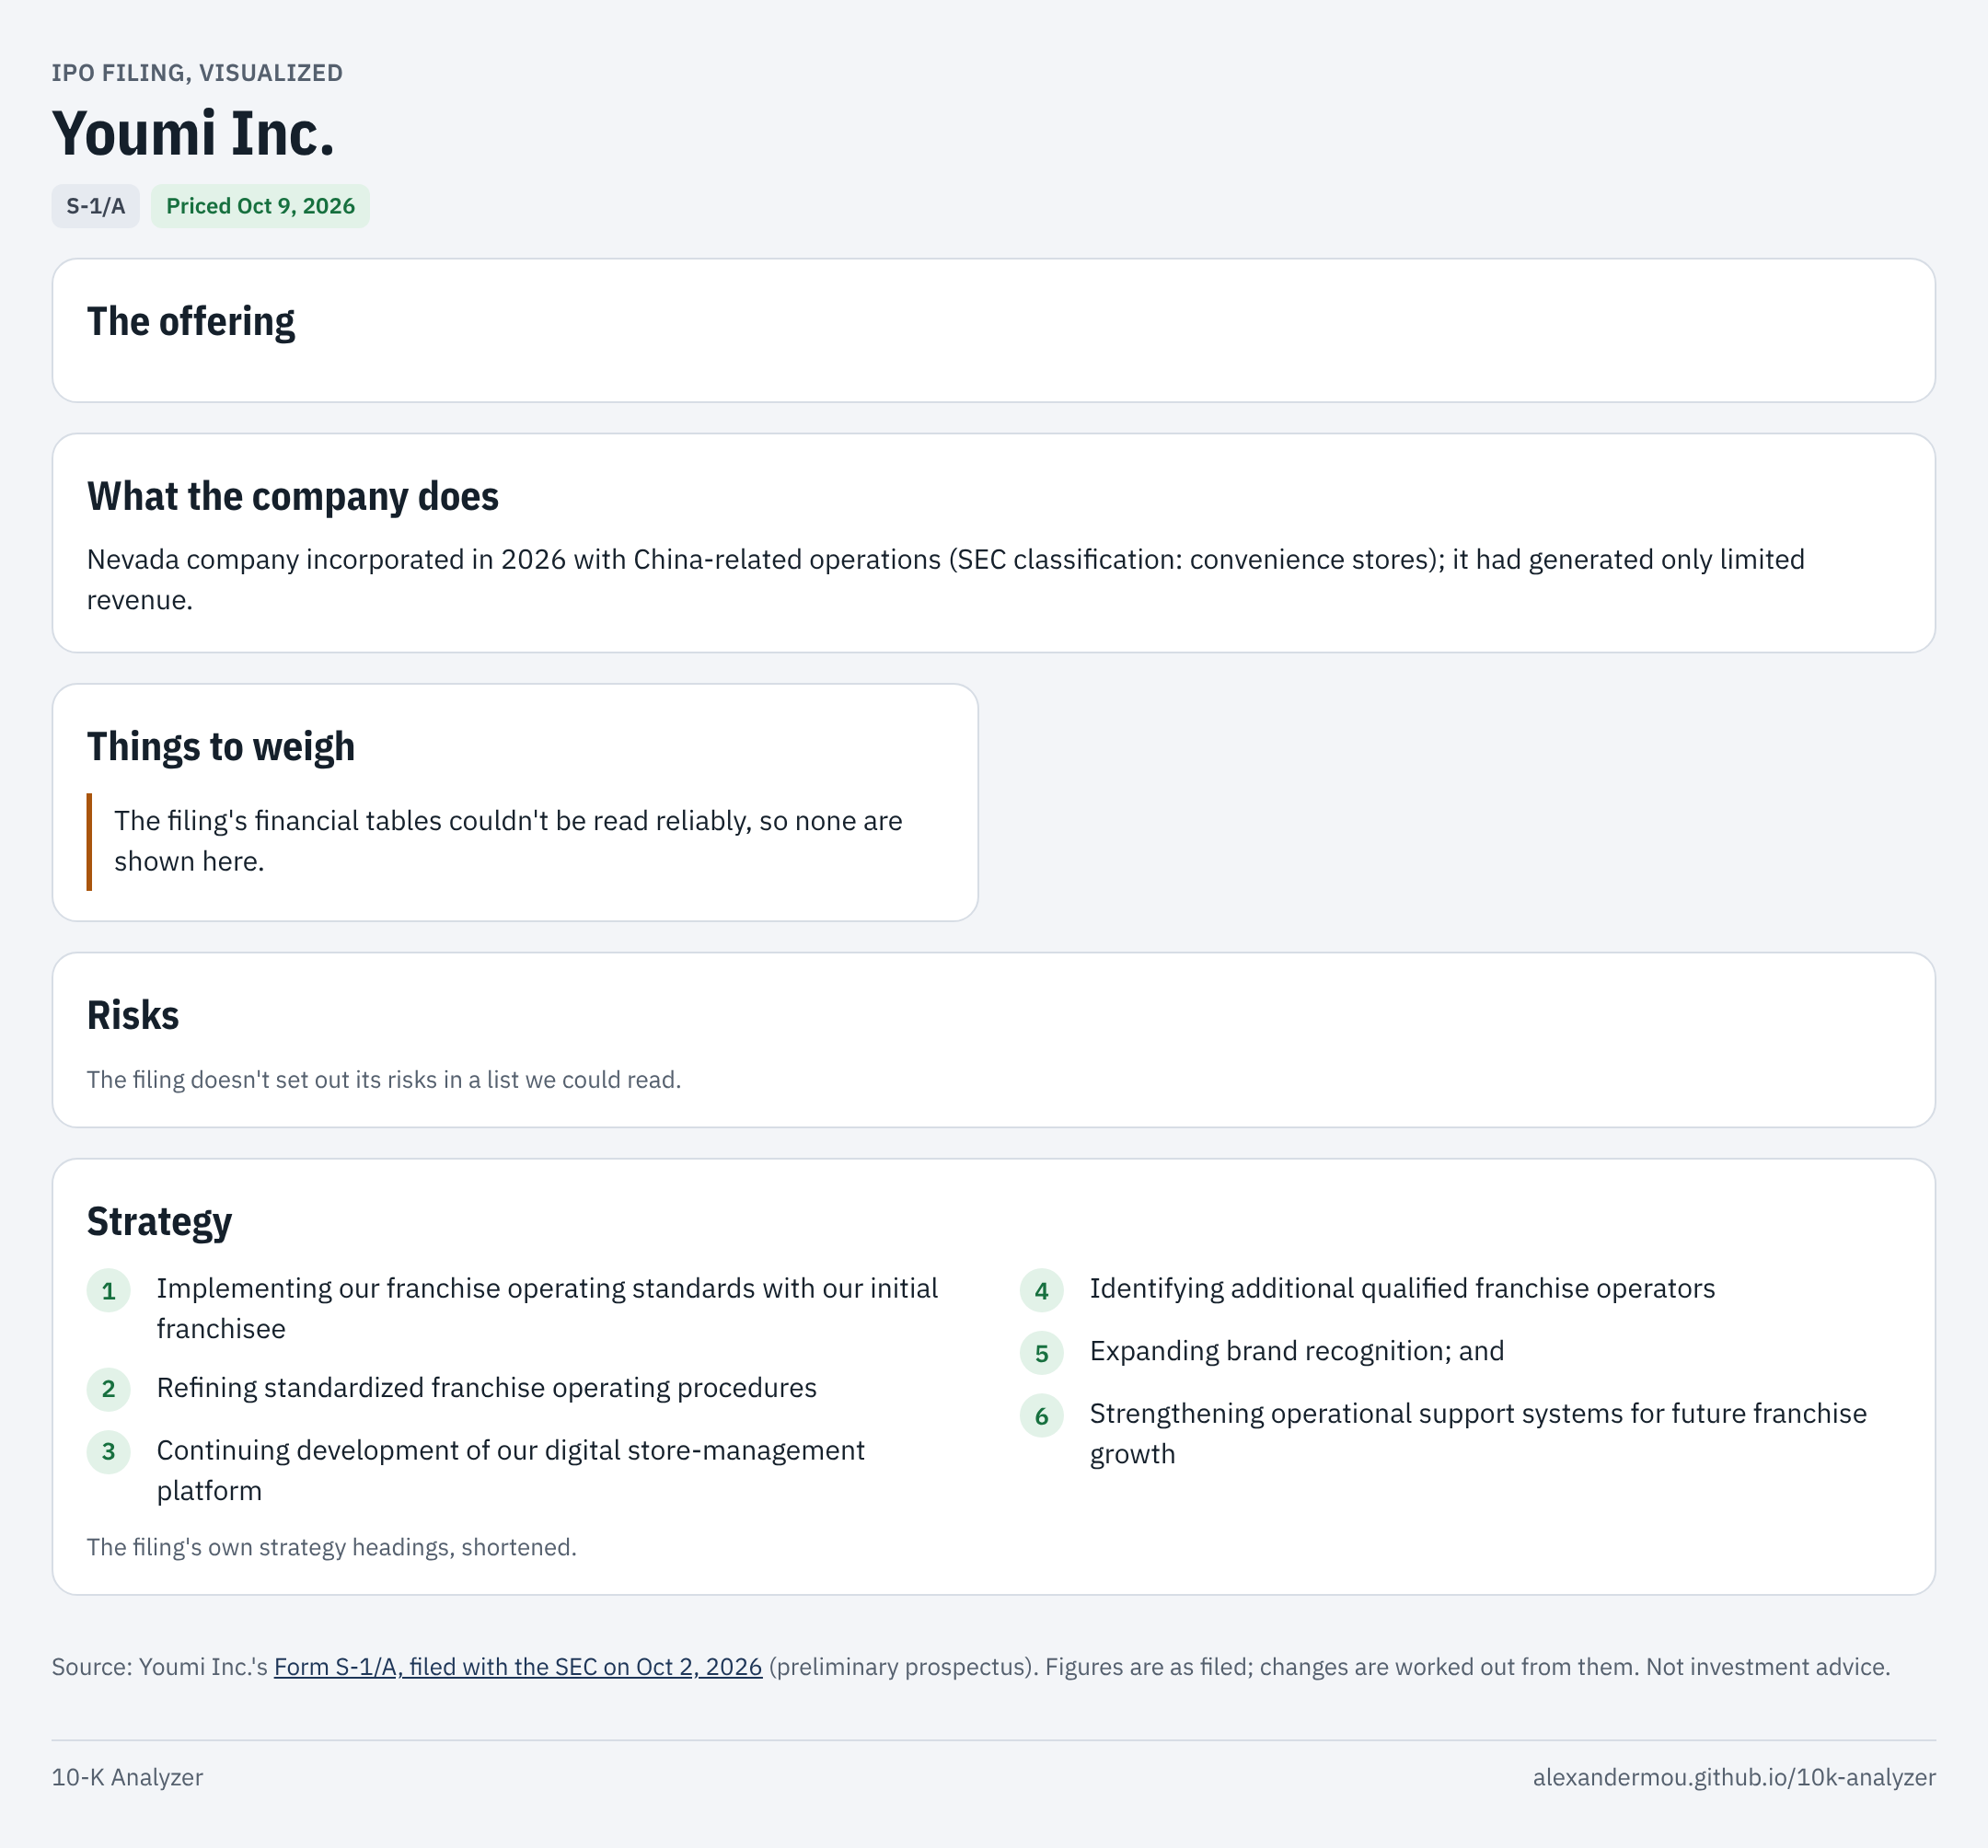 IPO FILING, VISUALIZED
Youmi Inc.
S-1/A
Priced Oct 9, 2026
The offering
What the company does
Nevada company incorporated in 2026 with China-related operations (SEC classification: convenience stores); it had generated only limited
revenue.
Things to weigh
The filing's financial tables couldn't be read reliably, so none are
shown here.
Risks
The filing doesn't set out its risks in a list we could read.
Strategy
1 Implementing our franchise operating standards with our initial
franchisee
2 Refining standardized franchise operating procedures
3 Continuing development of our digital store-management
platform
4 Identifying additional qualified franchise operators
5 Expanding brand recognition; and
6 Strengthening operational support systems for future franchise
growth
The filing's own strategy headings, shortened.
Source: Youmi Inc.'s Form S-1/A, filed with the SEC on Oct 2, 2026 (preliminary prospectus). Figures are as filed; changes are worked out from them. Not investment advice.
10-K Analyzer
alexandermou.github.io/10k-analyzer